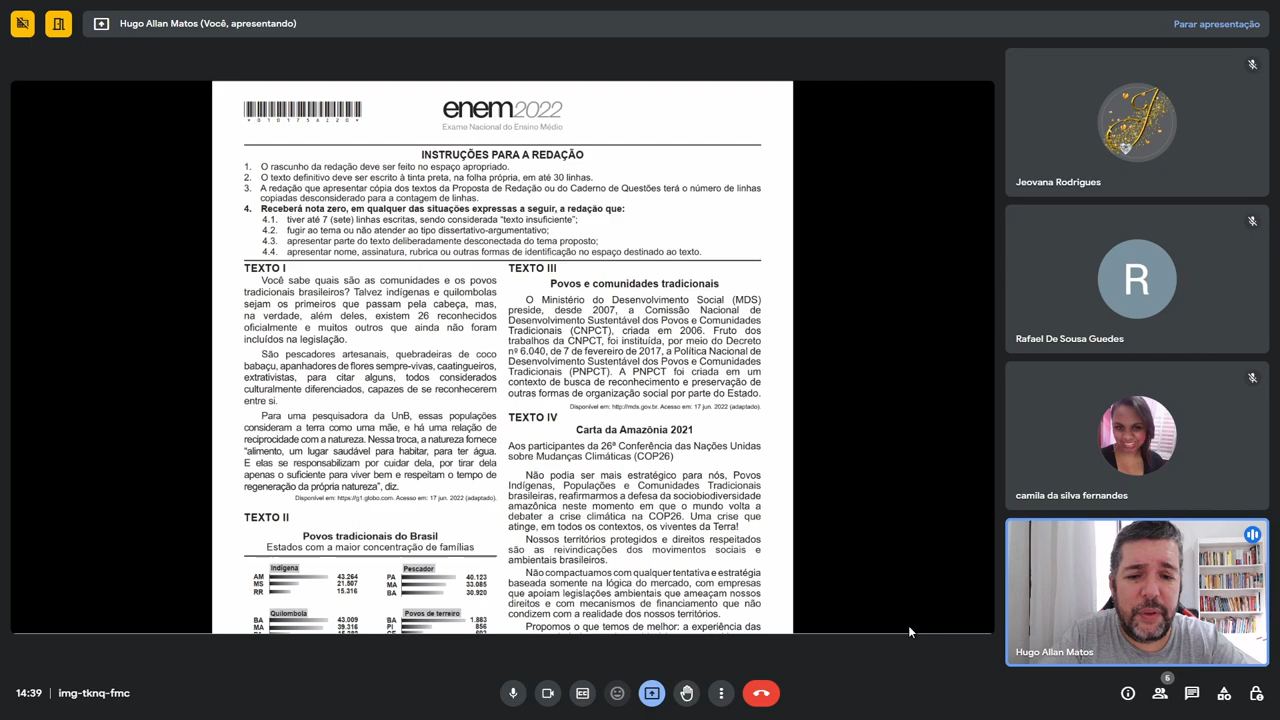 Hugo Allan Matos (Você, apresentando)
Parar apresentação
*0101758220*
enem2022
Exame Nacional do Ensino Médio
INSTRUÇÕES PARA A REDAÇÃO
1. O rascunho da redação deve ser feito no espaço apropriado.
2. O texto definitivo deve ser escrito à tinta preta, na folha própria, em até 30 linhas.
3. A redação que apresentar cópia dos textos da Proposta de Redação ou do Caderno de Questões terá o número de linhas
copiadas desconsiderado para a contagem de linhas.
4. Receberá nota zero, em qualquer das situações expressas a seguir, a redação que:
4.1. tiver até 7 (sete) linhas escritas, sendo considerada “texto insuficiente”;
4.2. fugir ao tema ou não atender ao tipo dissertativo-argumentativo;
4.3. apresentar parte do texto deliberadamente desconectada do tema proposto;
4.4. apresentar nome, assinatura, rubrica ou outras formas de identificação no espaço destinado ao texto.
TEXTO I
Você sabe quais são as comunidades e os povos
tradicionais brasileiros? Talvez indígenas e quilombolas
sejam os primeiros que passam pela cabeça, mas,
na verdade, além deles, existem 26 reconhecidos
oficialmente e muitos outros que ainda não foram
incluídos na legislação.
São pescadores artesanais, quebradeiras de coco
babaçu, apanhadores de flores sempre-vivas, caatingueiros,
extrativistas, para citar alguns, todos considerados
culturalmente diferenciados, capazes de se reconhecerem
entre si.
Para uma pesquisadora da UnB, essas populações
consideram a terra como uma mãe, e há uma relação de
reciprocidade com a natureza. Nessa troca, a natureza fornece
“alimento, um lugar saudável para habitar, para ter água.
E elas se responsabilizam por cuidar dela, por tirar dela
apenas o suficiente para viver bem e respeitam o tempo de
regeneração da própria natureza”, diz.
Disponível em: https://g1.globo.com. Acesso em: 17 jun. 2022 (adaptado).
TEXTO II
Povos tradicionais do Brasil
Estados com a maior concentração de famílias
Indígena
AM 43.264
MS 21.507
RR 15.316
Pescador
PA 40.123
MA 33.085
BA 30.920
Quilombola
BA 43.009
MA 39.316
Povos de terreiro
BA 1.883
PI 856
TEXTO III
Povos e comunidades tradicionais
O Ministério do Desenvolvimento Social (MDS)
preside, desde 2007, a Comissão Nacional de
Desenvolvimento Sustentável dos Povos e Comunidades
Tradicionais (CNPCT), criada em 2006. Fruto dos
trabalhos da CNPCT, foi instituída, por meio do Decreto
nº 6.040, de 7 de fevereiro de 2017, a Política Nacional de
Desenvolvimento Sustentável dos Povos e Comunidades
Tradicionais (PNPCT). A PNPCT foi criada em um
contexto de busca de reconhecimento e preservação de
outras formas de organização social por parte do Estado.
Disponível em: http://mds.gov.br. Acesso em: 17 jun. 2022 (adaptado).
TEXTO IV
Carta da Amazônia 2021
Aos participantes da 26ª Conferência das Nações Unidas
sobre Mudanças Climáticas (COP26)
Não podia ser mais estratégico para nós, Povos
Indígenas, Populações e Comunidades Tradicionais
brasileiras, reafirmarmos a defesa da sociobiodiversidade
amazônica neste momento em que o mundo volta a
debater a crise climática na COP26. Uma crise que
atinge, em todos os contextos, os viventes da Terra!
Nossos territórios protegidos e direitos respeitados
são as reivindicações dos movimentos sociais e
ambientais brasileiros.
Não compactuamos com qualquer tentativa e estratégia
baseada somente na lógica do mercado, com empresas
que apoiam legislações ambientais que ameaçam nossos
direitos e com mecanismos de financiamento que não
condizem com a realidade dos nossos territórios.
Propomos o que temos de melhor: a experiência das
Jeovana Rodrigues
R
Rafael De Sousa Guedes
camila da silva fernandes
Hugo Allan Matos
14:39 img-tknq-fmc
6